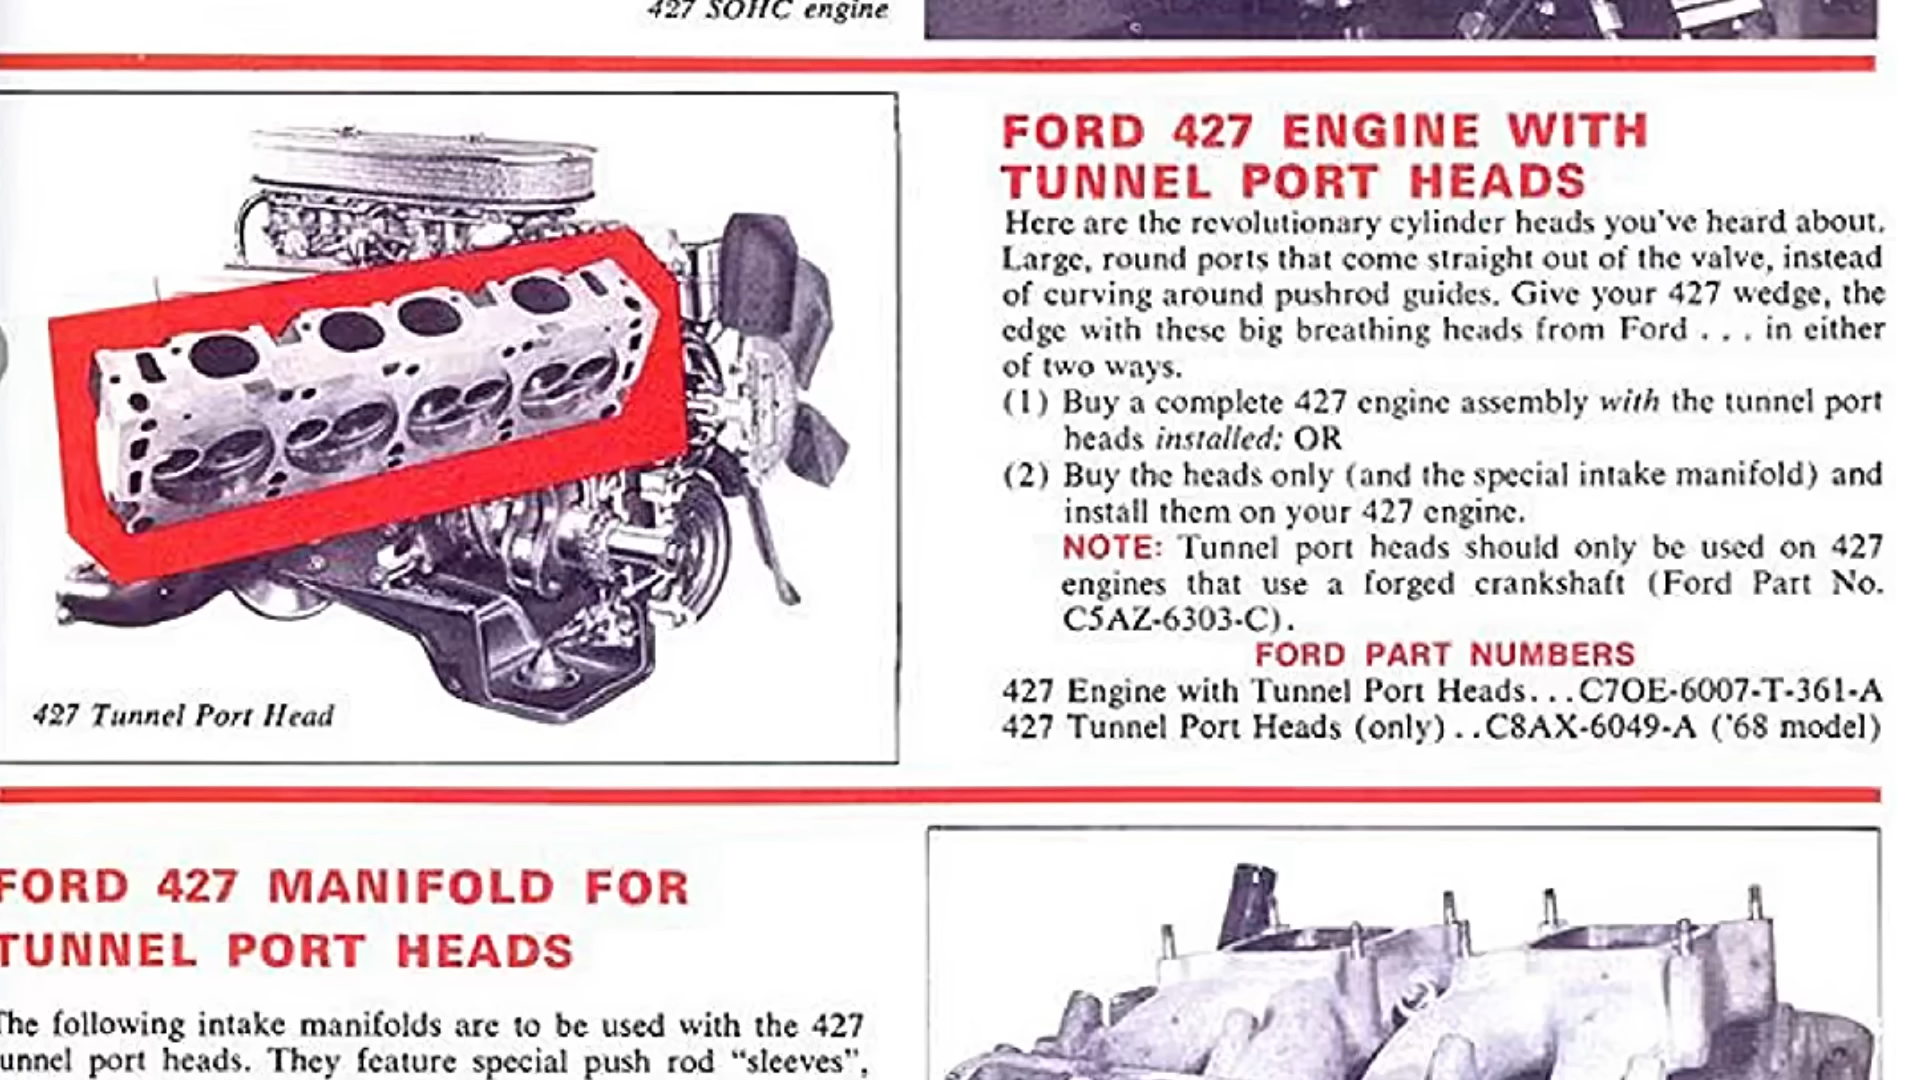 427 SOHC engine
FORD 427 ENGINE WITH
TUNNEL PORT HEADS
Here are the revolutionary cylinder heads you've heard about.
Large, round ports that come straight out of the valve, instead
of curving around pushrod guides. Give your 427 wedge, the
edge with these big breathing heads from Ford . . . in either
of two ways.
(1) Buy a complete 427 engine assembly with the tunnel port
heads installed; OR
(2) Buy the heads only (and the special intake manifold) and
install them on your 427 engine.
NOTE: Tunnel port heads should only be used on 427
engines that use a forged crankshaft (Ford Part No.
C5AZ-6303-C).
FORD PART NUMBERS
427 Engine with Tunnel Port Heads...C7OE-6007-T-361-A
427 Tunnel Port Heads (only)..C8AX-6049-A ('68 model)
427 Tunnel Port Head
FORD 427 MANIFOLD FOR
TUNNEL PORT HEADS
The following intake manifolds are to be used with the 427
tunnel port heads. They feature special push rod “sleeves”,